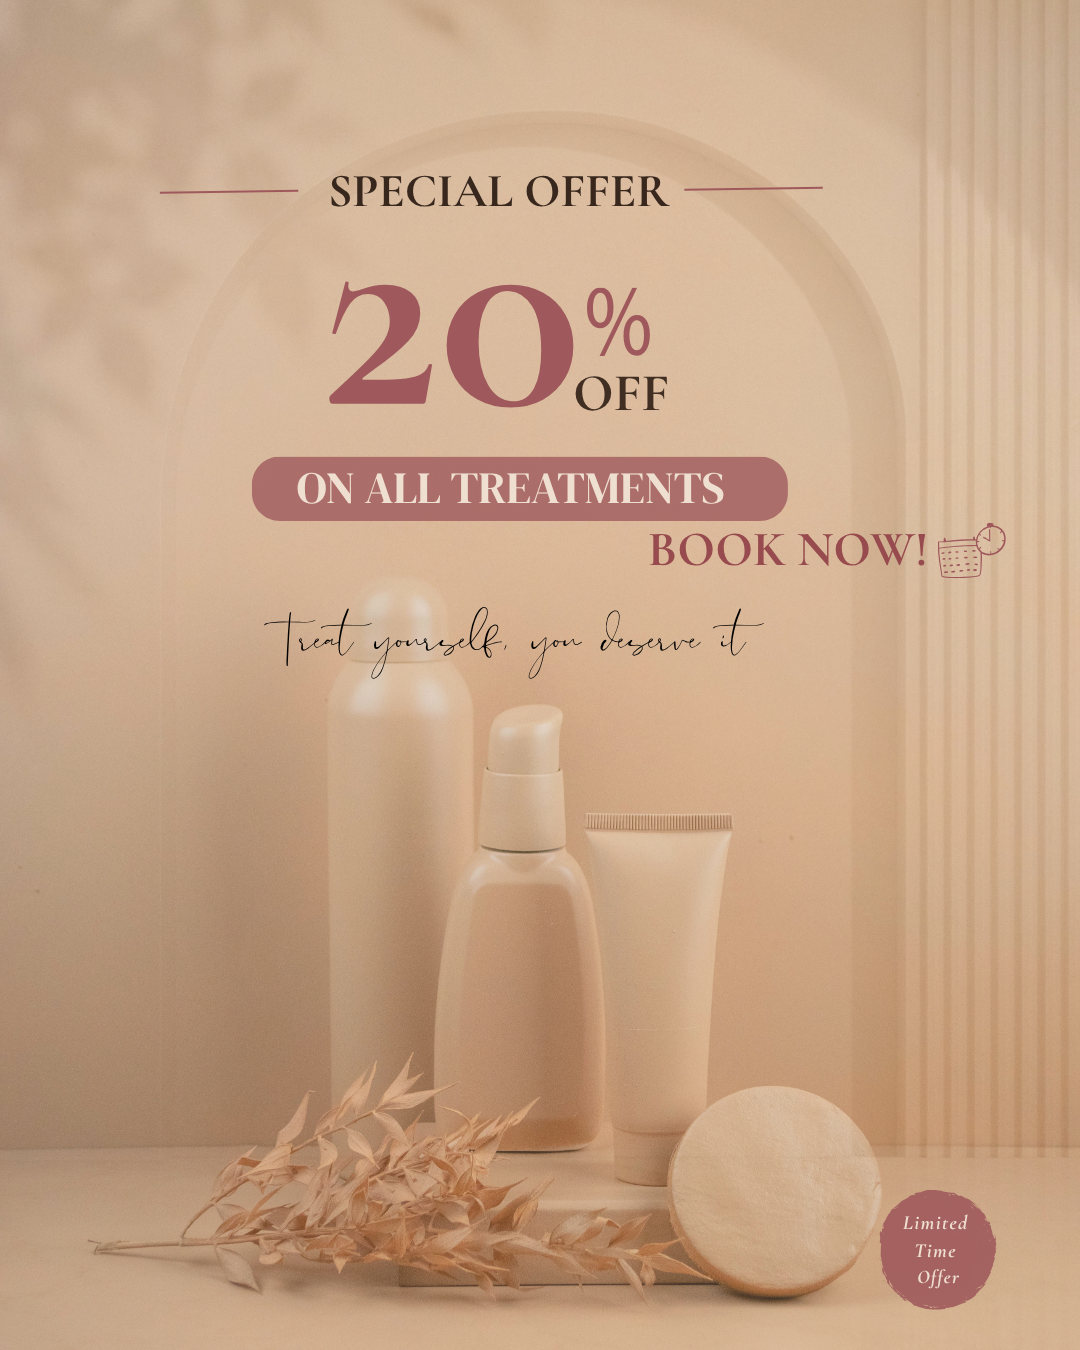 SPECIAL OFFER
20%
OFF
ON ALL TREATMENTS
BOOK NOW!
Treat yourself, you deserve it
Limited
Time
Offer